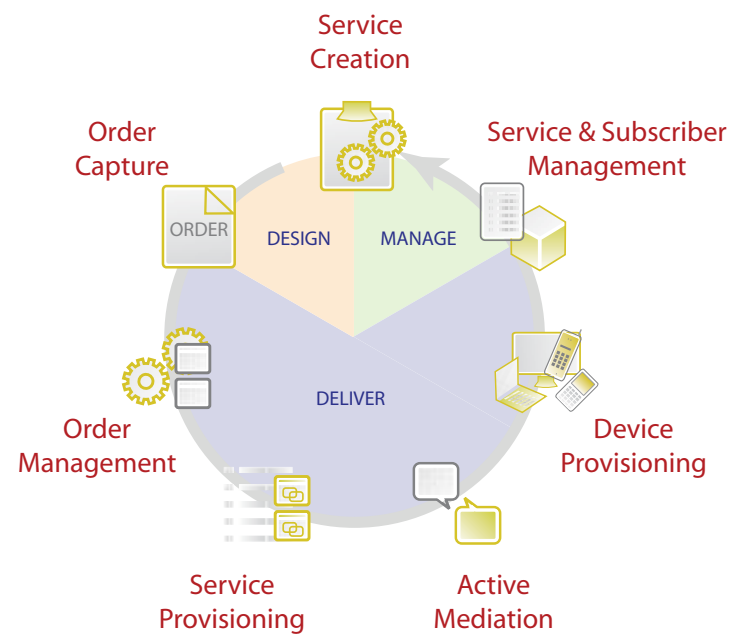 Service
Creation
Order
Capture
Service & Subscriber
Management
ORDER
DESIGN
MANAGE
DELIVER
Order
Management
Device
Provisioning
Service
Provisioning
Active
Mediation